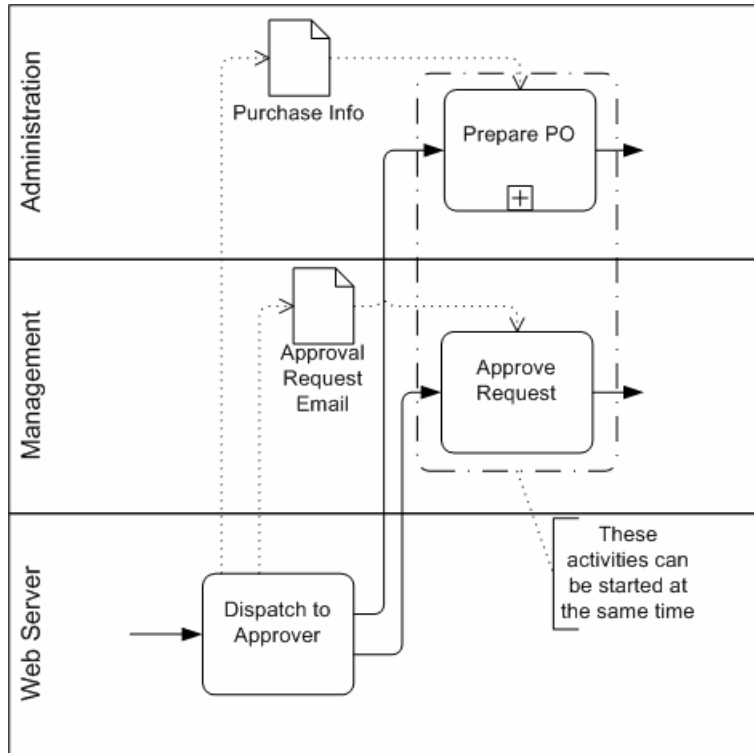 Administration
Purchase Info
Prepare PO
Management
Approval
Request
Email
Approve
Request
Web Server
Dispatch to
Approver
These
activities can
be started at
the same time